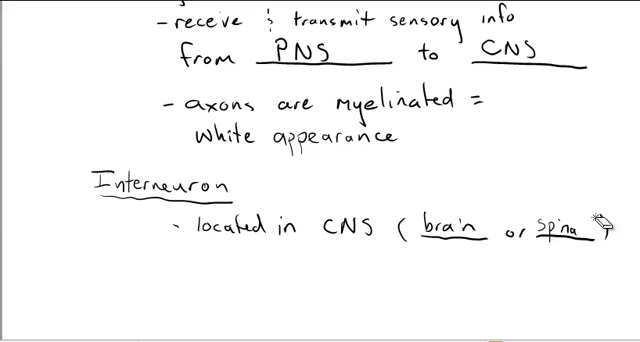 - receive & transmit sensory info
from PNS to CNS
- axons are myelinated =
white appearance
Interneuron
- located in CNS ( brain or spina )